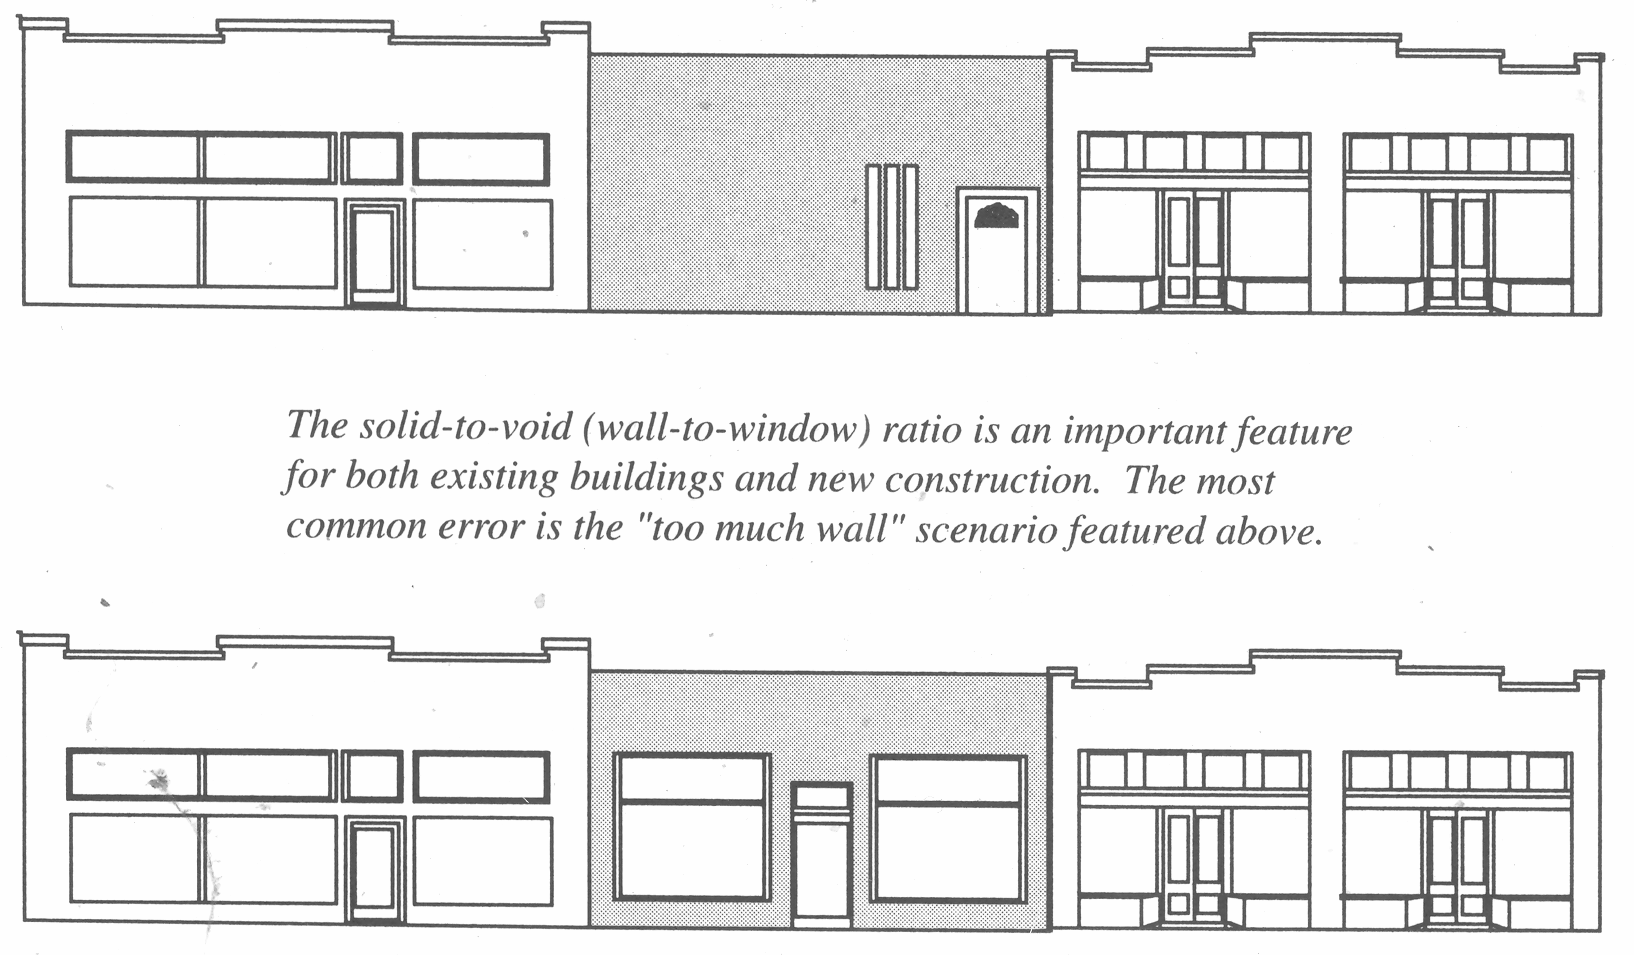 The solid-to-void (wall-to-window) ratio is an important feature
for both existing buildings and new construction.  The most
common error is the "too much wall" scenario featured above.